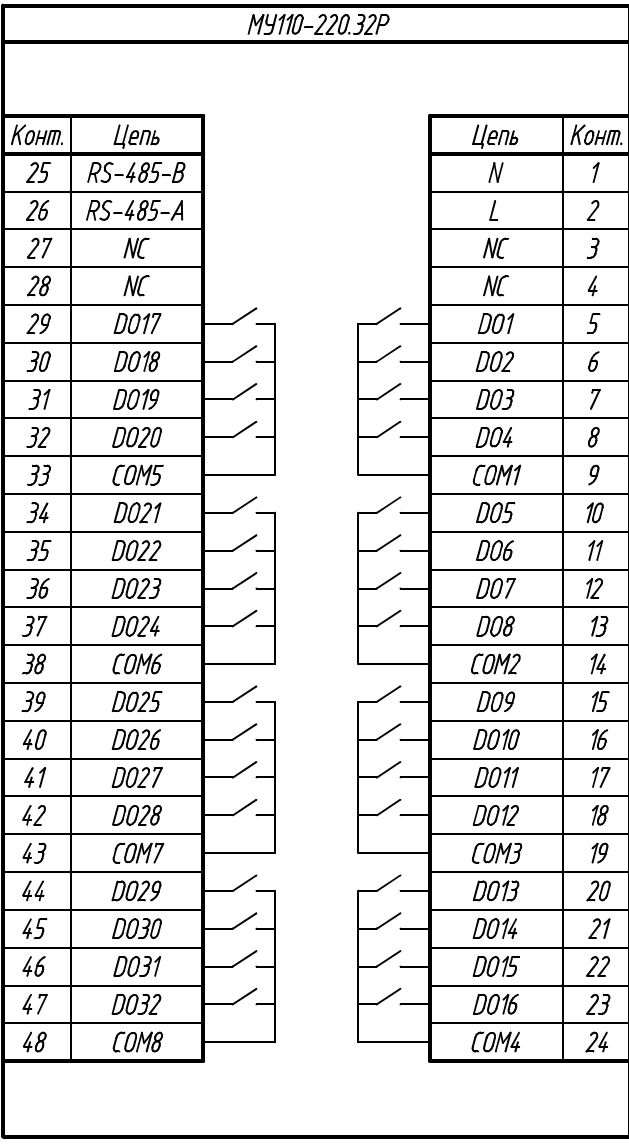 МУ110-220.32Р
Конт. Цепь Цепь Конт.
25 RS-485-B N 1
26 RS-485-A L 2
27 NC NC 3
28 NC NC 4
29 DO17 DO1 5
30 DO18 DO2 6
31 DO19 DO3 7
32 DO20 DO4 8
33 COM5 COM1 9
34 DO21 DO5 10
35 DO22 DO6 11
36 DO23 DO7 12
37 DO24 DO8 13
38 COM6 COM2 14
39 DO25 DO9 15
40 DO26 DO10 16
41 DO27 DO11 17
42 DO28 DO12 18
43 COM7 COM3 19
44 DO29 DO13 20
45 DO30 DO14 21
46 DO31 DO15 22
47 DO32 DO16 23
48 COM8 COM4 24